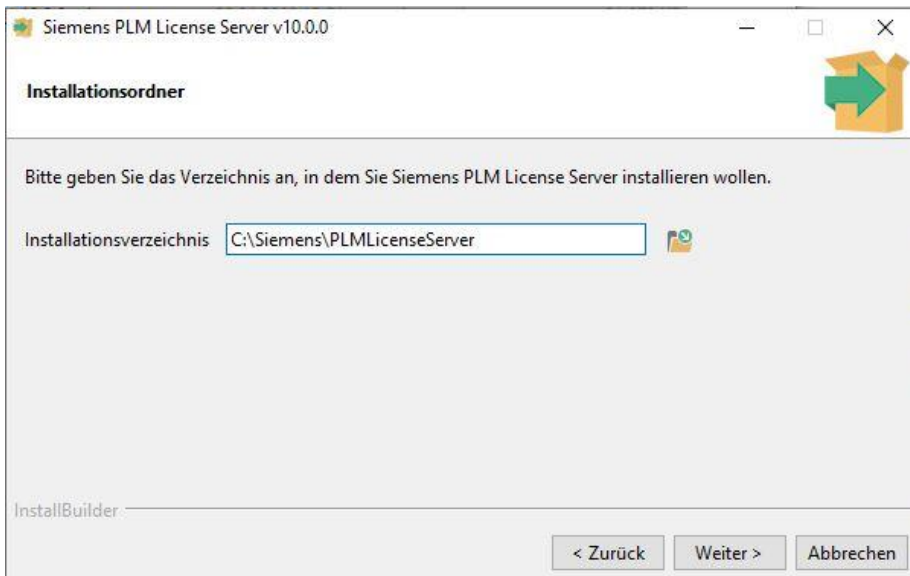 Siemens PLM License Server v10.0.0
Installationsordner
Bitte geben Sie das Verzeichnis an, in dem Sie Siemens PLM License Server installieren wollen.
Installationsverzeichnis C:\Siemens\PLMLicenseServer
InstallBuilder
< Zurück Weiter > Abbrechen